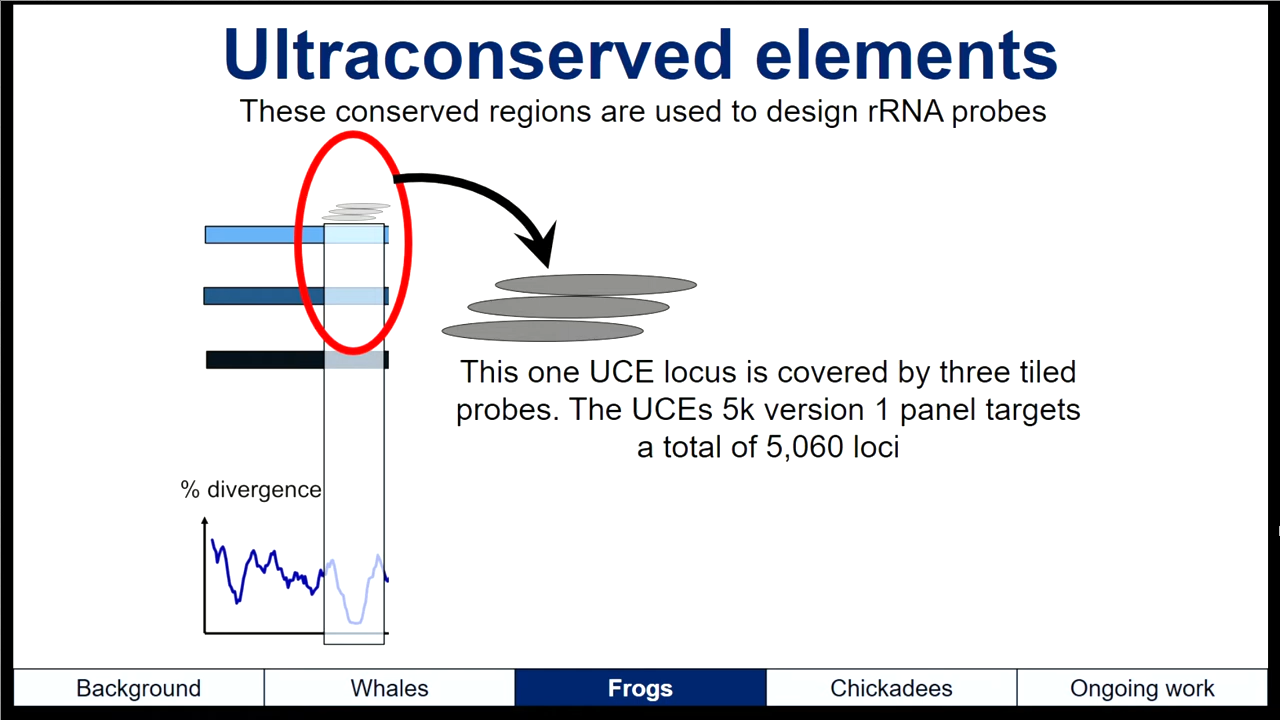 Ultraconserved elements
These conserved regions are used to design rRNA probes
This one UCE locus is covered by three tiled
probes. The UCEs 5k version 1 panel targets
a total of 5,060 loci
% divergence
Background
Whales
Frogs
Chickadees
Ongoing work